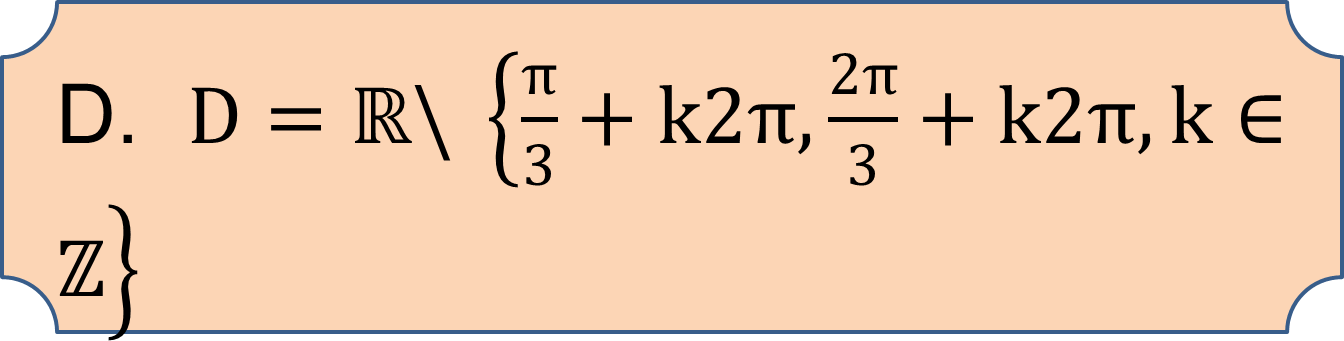 D. D = ℝ\ {π/3 + k2π, 2π/3 + k2π, k ∈
ℤ}